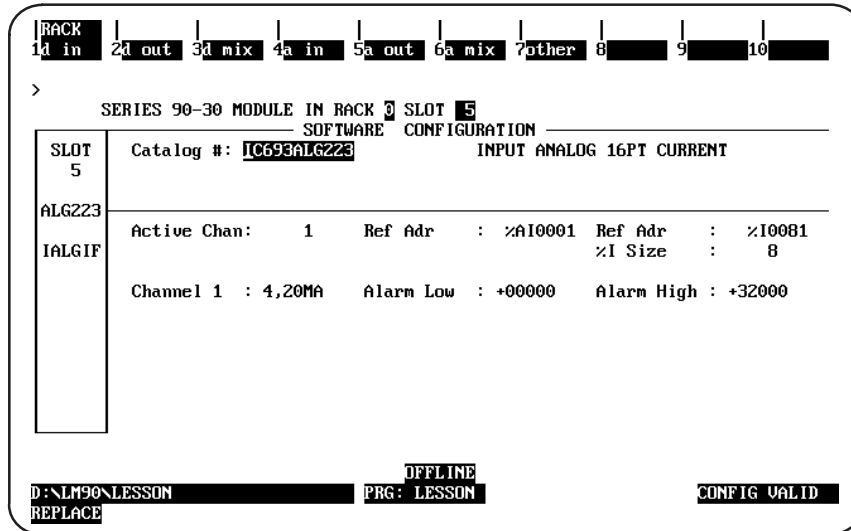 RACK
1d in 2d out 3d mix 4a in 5a out 6a mix 7other 8 9 10
>
SERIES 90-30 MODULE IN RACK 0 SLOT 5
SOFTWARE CONFIGURATION
SLOT Catalog #: IC693ALG223 INPUT ANALOG 16PT CURRENT
5
ALG223
Active Chan: 1 Ref Adr : %AI0001 Ref Adr : %I0081
IALGIF %I Size : 8
Channel 1 : 4,20MA Alarm Low : +00000 Alarm High : +32000
OFFLINE
D:\LM90\LESSON PRG: LESSON CONFIG VALID
REPLACE